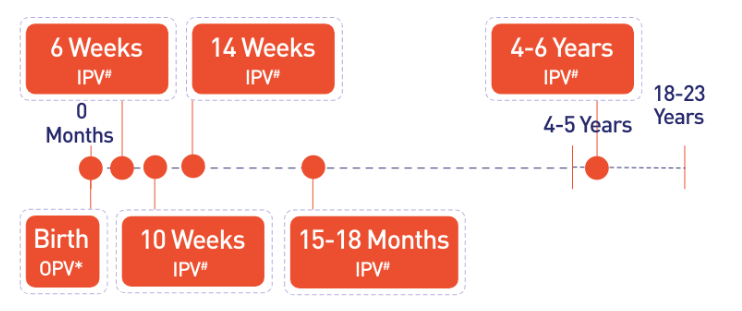 6 Weeks
IPV#
14 Weeks
IPV#
4-6 Years
IPV#
0
Months
4-5 Years
18-23
Years
Birth
OPV*
10 Weeks
IPV#
15-18 Months
IPV#